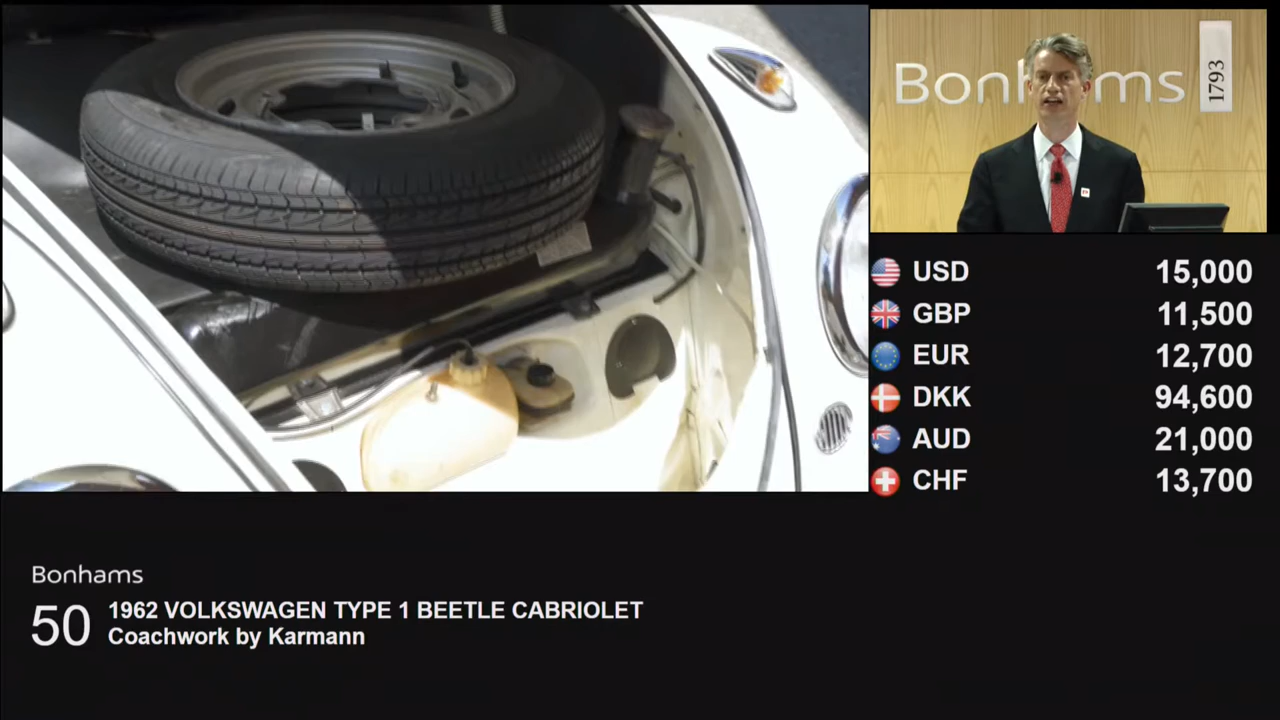 Bonhams
1793
USD 15,000
GBP 11,500
EUR 12,700
DKK 94,600
AUD 21,000
CHF 13,700
Bonhams
50
1962 VOLKSWAGEN TYPE 1 BEETLE CABRIOLET
Coachwork by Karmann